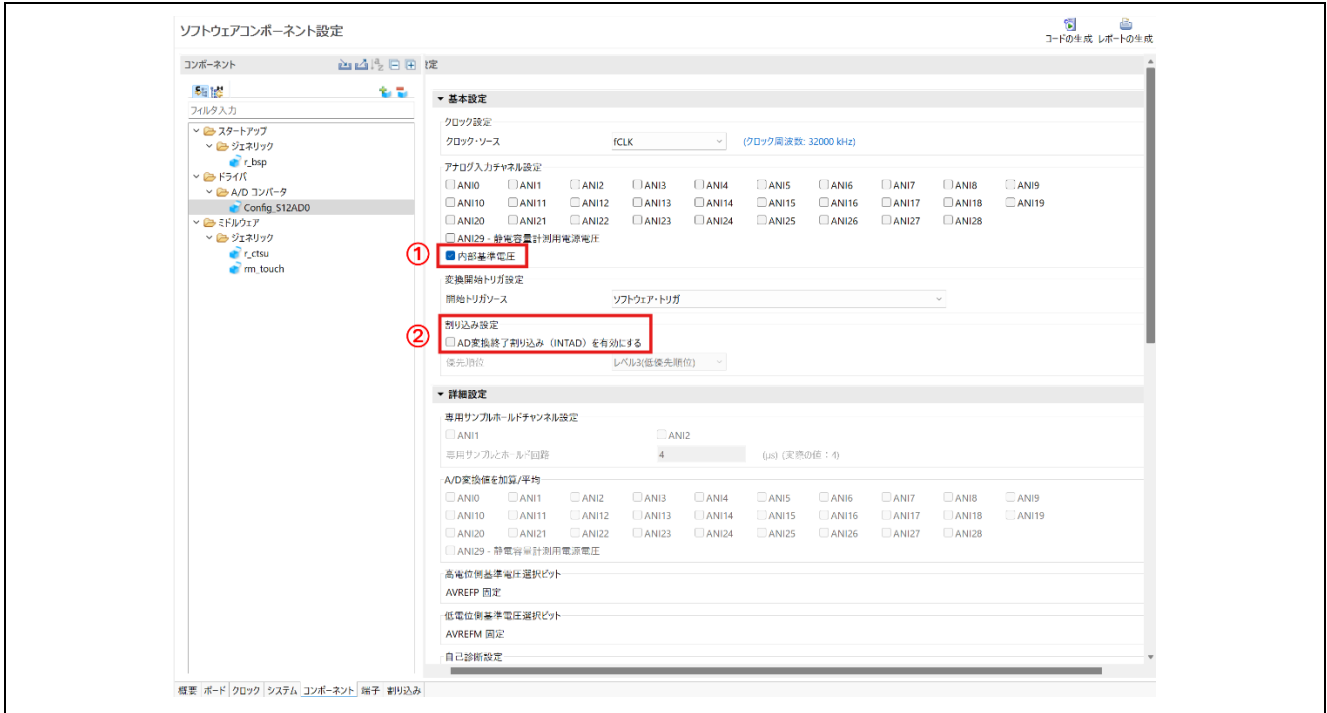 ソフトウェアコンポーネント設定
コードの生成 レポートの生成
コンポーネント
フィルタ入力
スタートアップ
ジェネリック
r_bsp
ドライバ
A/D コンバータ
Config_S12AD0
ミドルウェア
ジェネリック
r_ctsu
rm_touch
設定
基本設定
クロック設定
クロック・ソース fCLK (クロック周波数: 32000 kHz)
アナログ入力チャネル設定
ANI0 ANI1 ANI2 ANI3 ANI4 ANI5 ANI6 ANI7 ANI8 ANI9
ANI10 ANI11 ANI12 ANI13 ANI14 ANI15 ANI16 ANI17 ANI18 ANI19
ANI20 ANI21 ANI22 ANI23 ANI24 ANI25 ANI26 ANI27 ANI28
ANI29 - 静電容量計測用電源電圧
① 内部基準電圧
変換開始トリガ設定
開始トリガソース ソフトウェア・トリガ
割り込み設定
② AD変換終了割り込み（INTAD）を有効にする
優先順位 レベル3(低優先順位)
詳細設定
専用サンプルホールドチャンネル設定
ANI1 ANI2
専用サンプルとホールド回路 4 (μs) (実際の値：4)
A/D変換値を加算/平均
ANI0 ANI1 ANI2 ANI3 ANI4 ANI5 ANI6 ANI7 ANI8 ANI9
ANI10 ANI11 ANI12 ANI13 ANI14 ANI15 ANI16 ANI17 ANI18 ANI19
ANI20 ANI21 ANI22 ANI23 ANI24 ANI25 ANI26 ANI27 ANI28
ANI29 - 静電容量計測用電源電圧
高電位側基準電圧選択ビット
AVREFP 固定
低電位側基準電圧選択ビット
AVREFM 固定
自己診断設定
概要 ボード クロック システム コンポーネント 端子 割り込み